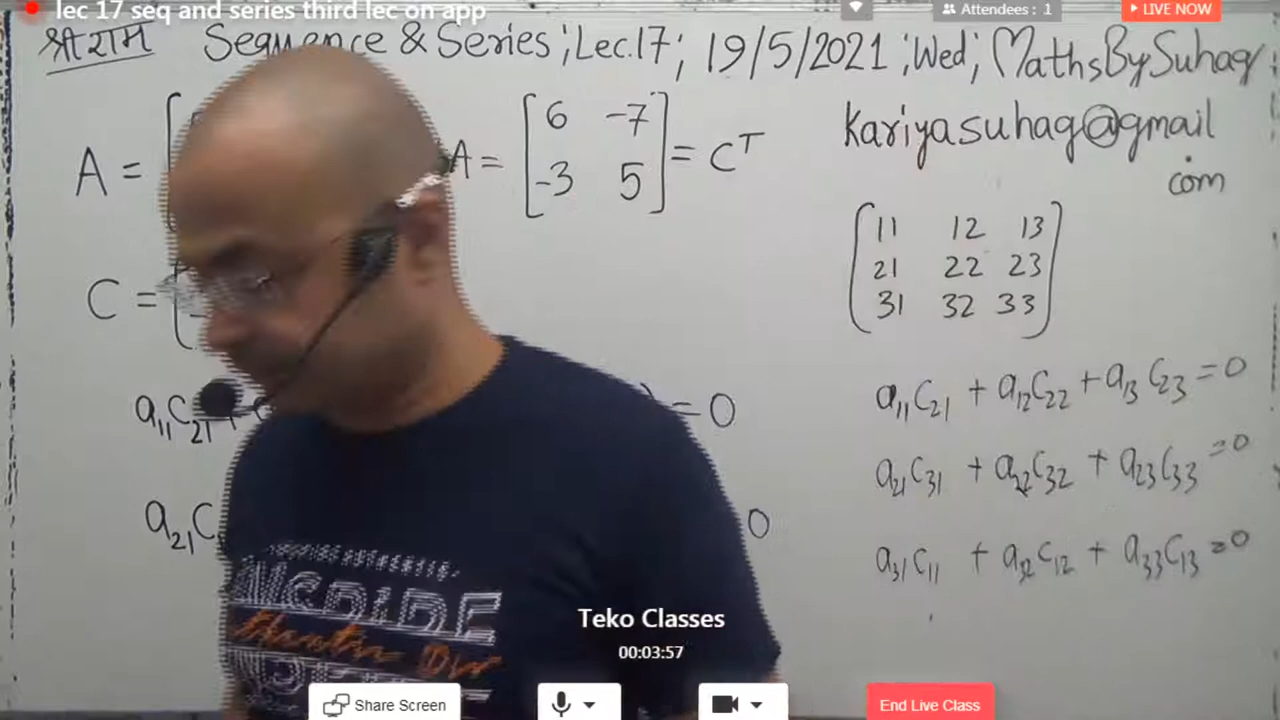 lec 17 seq and series third lec on app
Attendees : 1
LIVE NOW
श्री राम Sequence & Series ; Lec.17 ; 19/5/2021 ; Wed ; MathsBySuhag
kariyasuhag@gmail
.com
A = [
A = [ 6 -7
-3 5 ] = C^T
C = [
a₁₁c₂₁ + = 0
a₂₁c 0
[ 11 12 13
21 22 23
31 32 33 ]
a₁₁c₂₁ + a₁₂c₂₂ + a₁₃c₂₃ = 0
a₂₁c₃₁ + a₂₂c₃₂ + a₂₃c₃₃ = 0
a₃₁c₁₁ + a₃₂c₁₂ + a₃₃c₁₃ = 0
Teko Classes
00:03:57
Share Screen
End Live Class